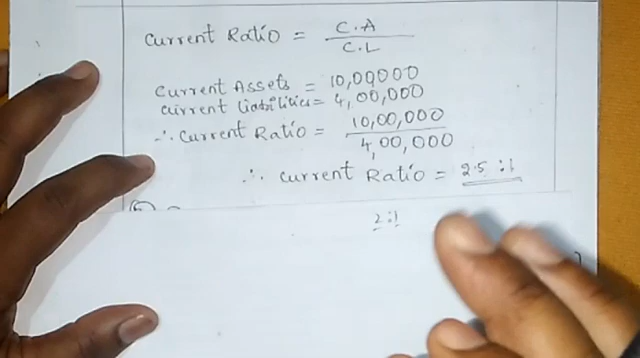 Current Ratio = C.A / C.L
Current Assets = 10,00000
Current Liabilities = 4,00,000
∴ Current Ratio = 10,00,000 / 4,00,000
∴ Current Ratio = 2.5 :1
2:1